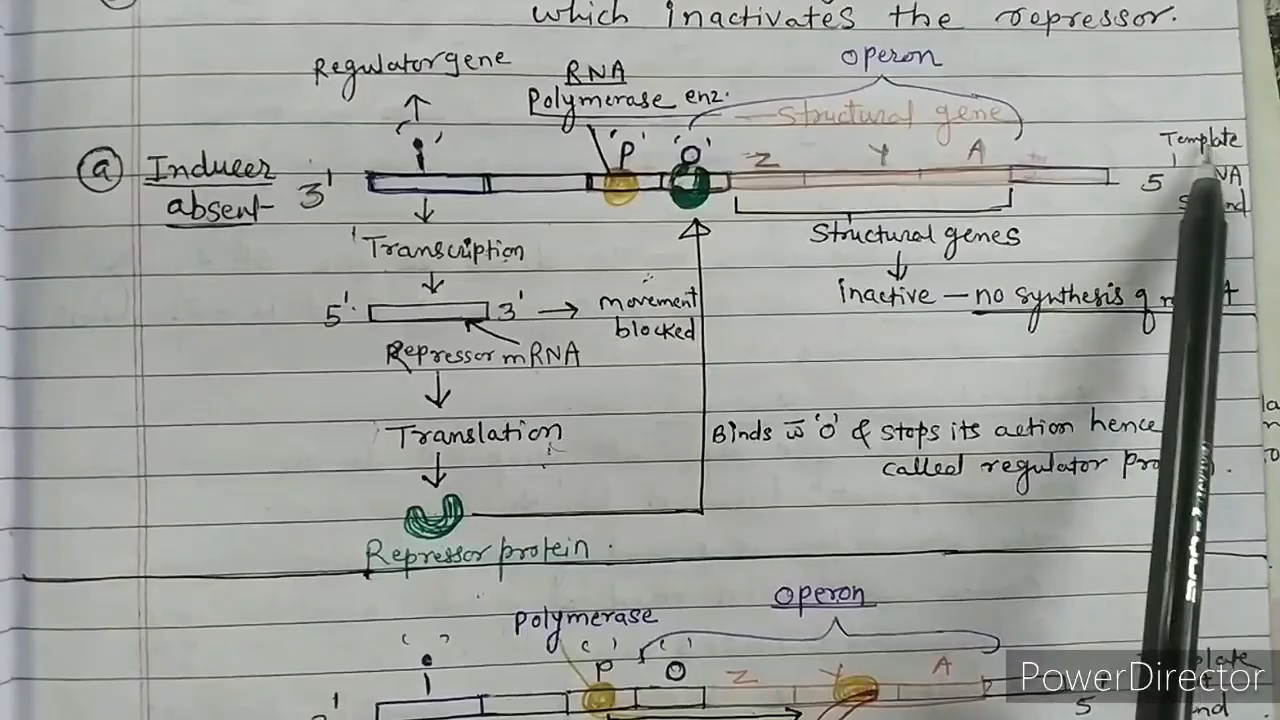 which inactivates the repressor.
Regulator gene
RNA
Polymerase enz.
Operon
Structural gene
'i'
'P'
'O'
Z Y A
Template
(a) Inducer
absent
3'
5'
Structural genes
Transcription
inactive — no synthesis of
5' 3' → movement
blocked
Repressor mRNA
Translation
Binds w̄ 'O' & stops its action hence
called regulator
Repressor protein.
Operon
Polymerase
i
P
O
Z Y A
5
PowerDirector